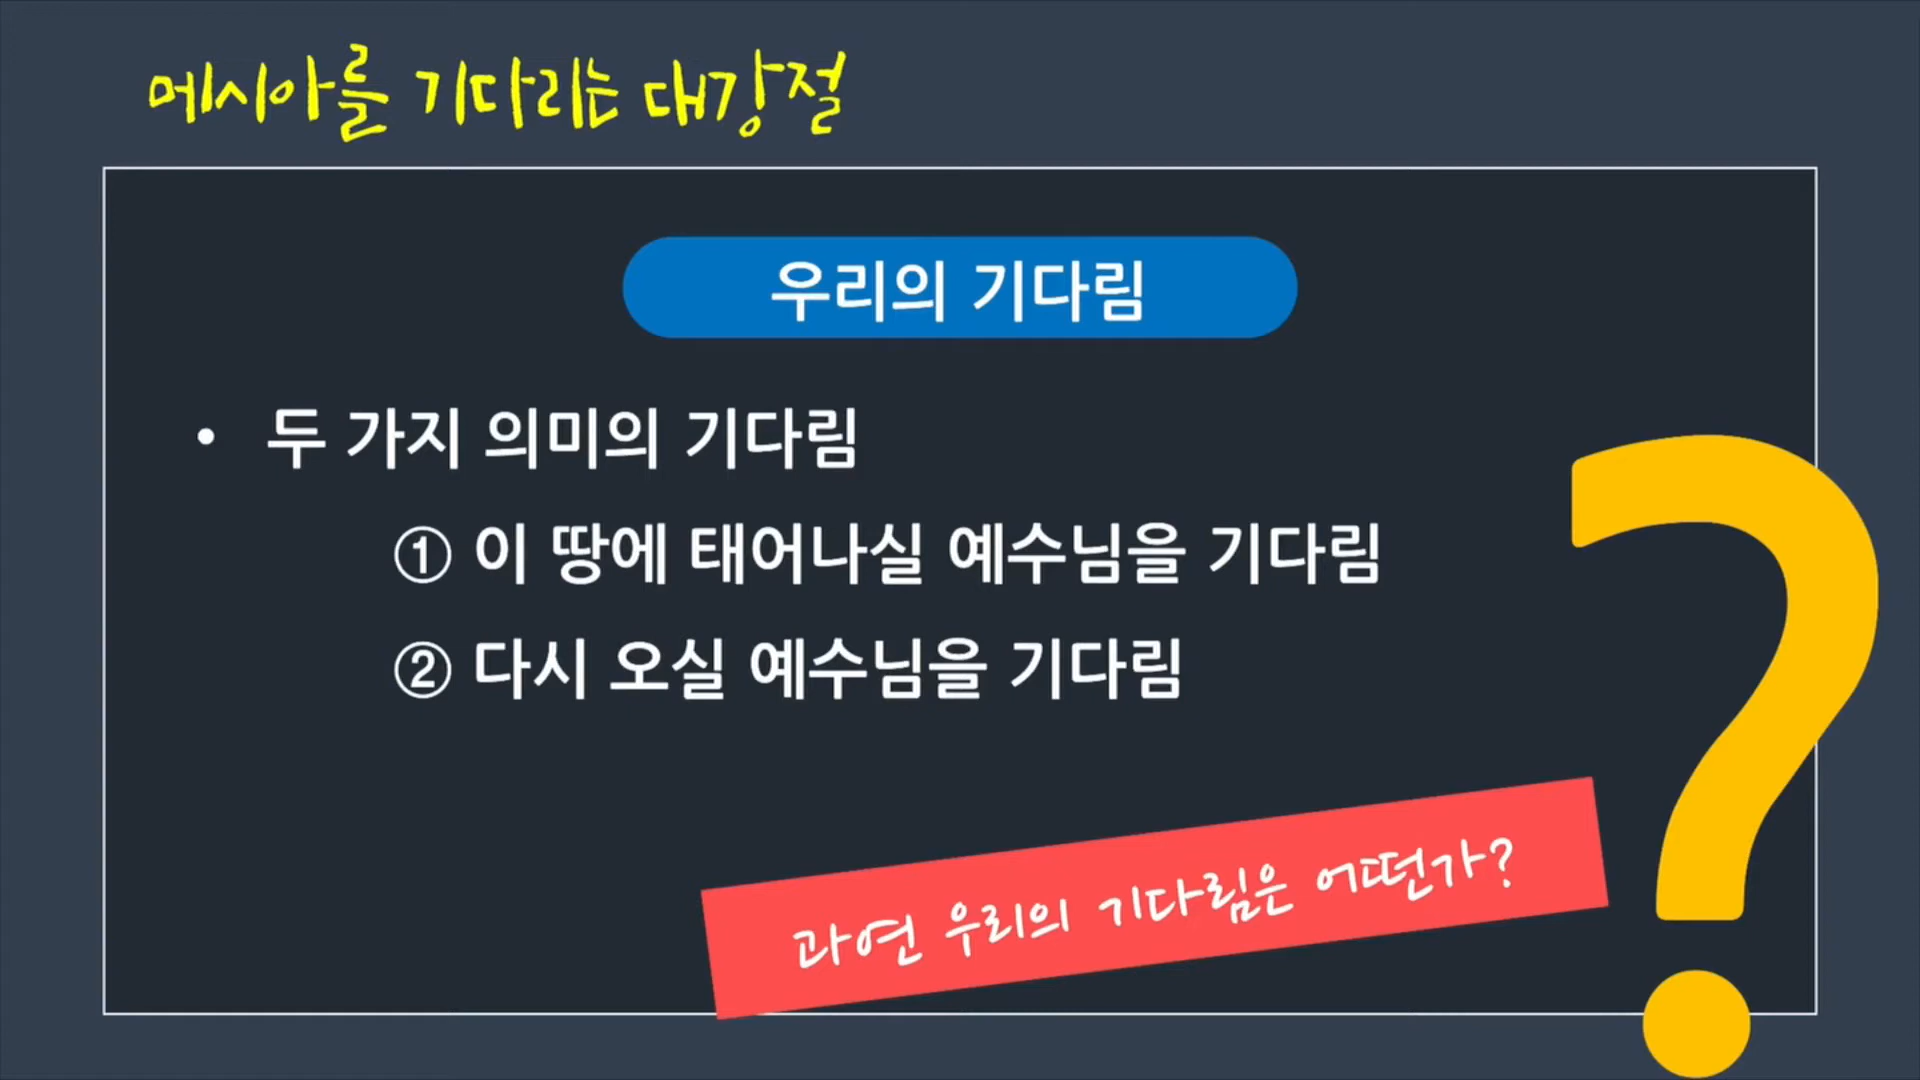 메시아를 기다리는 대강절
우리의 기다림
• 두 가지 의미의 기다림
① 이 땅에 태어나실 예수님을 기다림
② 다시 오실 예수님을 기다림
과연 우리의 기다림은 어떤가?
?